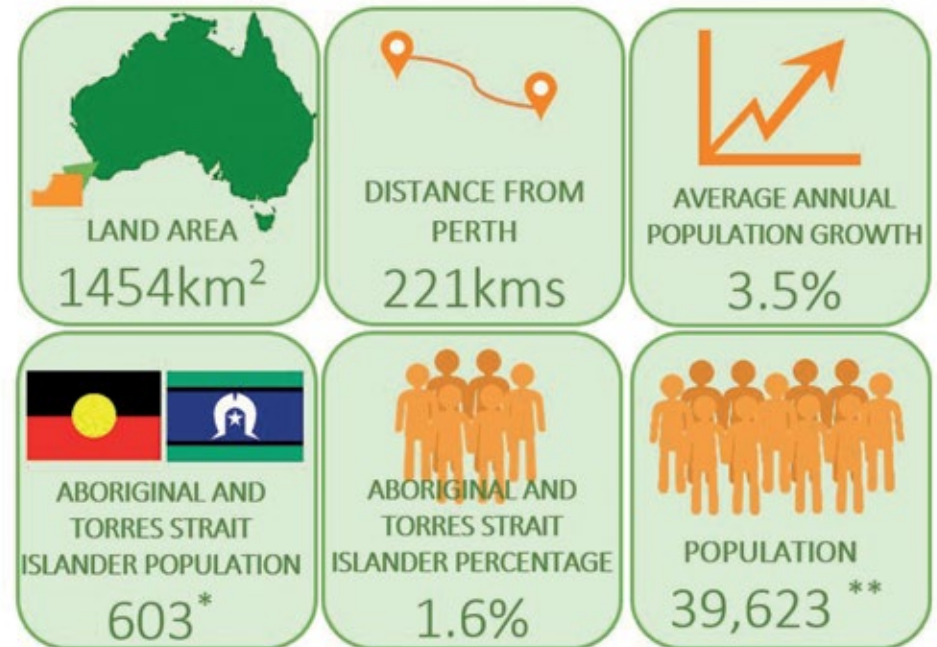 LAND AREA
1454km²
DISTANCE FROM
PERTH
221kms
AVERAGE ANNUAL
POPULATION GROWTH
3.5%
ABORIGINAL AND
TORRES STRAIT
ISLANDER POPULATION
603*
ABORIGINAL AND
TORRES STRAIT
ISLANDER PERCENTAGE
1.6%
POPULATION
39,623 **